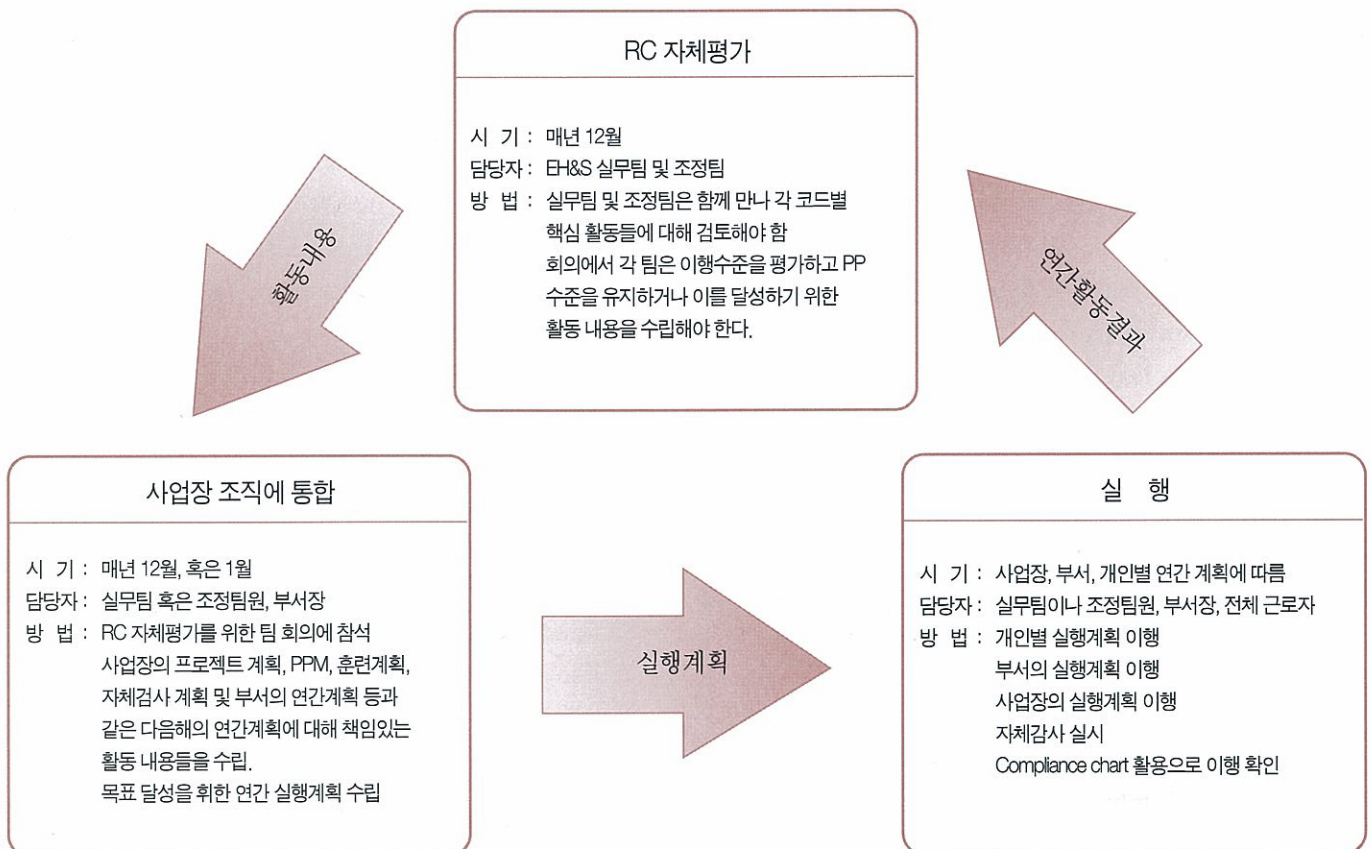 RC 자체평가
시 기 : 매년 12월
담당자 : EH&S 실무팀 및 조정팀
방 법 : 실무팀 및 조정팀은 함께 만나 각 코드별
핵심 활동들에 대해 검토해야 함
회의에서 각 팀은 이행수준을 평가하고 PP
수준을 유지하거나 이를 달성하기 위한
활동 내용을 수립해야 한다.
활동내용
연간활동결과
사업장 조직에 통합
시 기 : 매년 12월, 혹은 1월
담당자 : 실무팀 혹은 조정팀원, 부서장
방 법 : RC 자체평가를 위한 팀 회의에 참석
사업장의 프로젝트 계획, PPM, 훈련계획,
자체검사 계획 및 부서의 연간계획 등과
같은 다음해의 연간계획에 대해 책임있는
활동 내용들을 수립.
목표 달성을 휘한 연간 실행계획 수립
실행계획
실 행
시 기 : 사업장, 부서, 개인별 연간 계획에 따름
담당자 : 실무팀이나 조정팀원, 부서장, 전체 근로자
방 법 : 개인별 실행계획 이행
부서의 실행계획 이행
사업장의 실행계획 이행
자체감사 실시
Compliance chart 활용으로 이행 확인